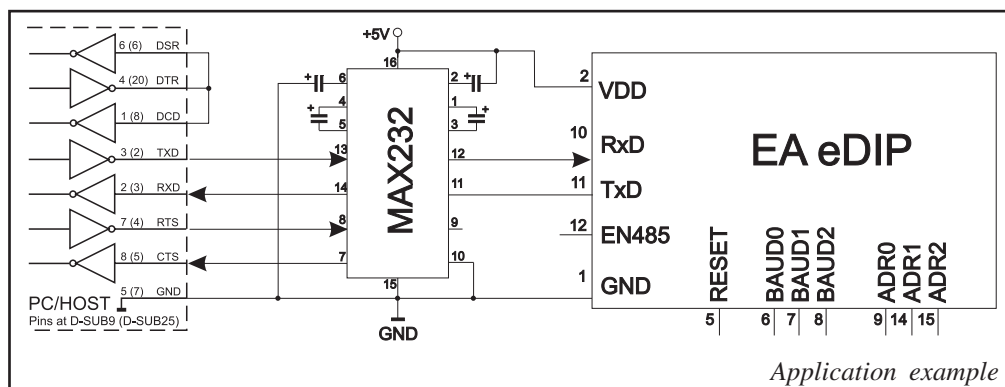 6 (6) DSR
4 (20) DTR
1 (8) DCD
3 (2) TXD
2 (3) RXD
7 (4) RTS
8 (5) CTS
5 (7) GND
PC/HOST
Pins at D-SUB9 (D-SUB25)
+5V
16
6 2
+ +
4 1
+ +
5 3
13 12
14 11
8 9
7 10
15
MAX232
GND
2 VDD
10 RxD
11 TxD
12 EN485
1 GND
EA eDIP
RESET BAUD0 BAUD1 BAUD2 ADR0 ADR1 ADR2
5 6 7 8 9 14 15
Application example